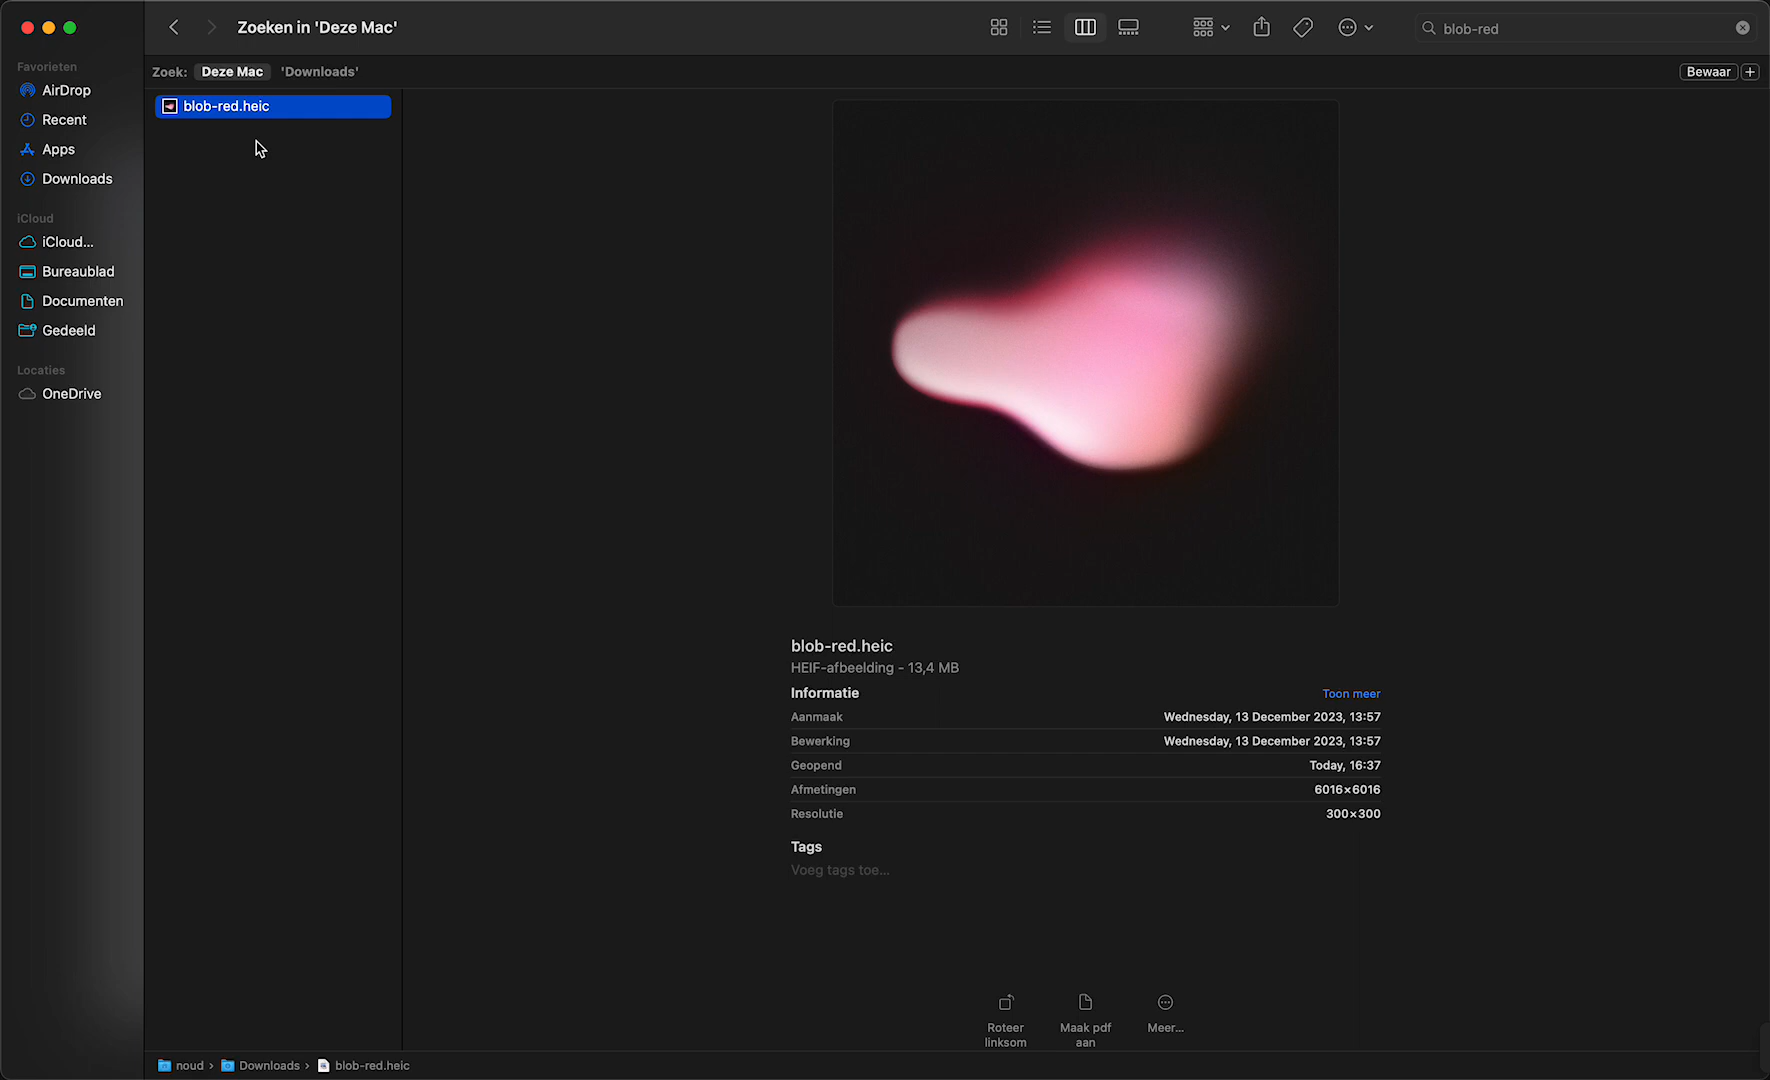 Zoeken in 'Deze Mac'
blob-red
Favorieten
AirDrop
Recent
Apps
Downloads
iCloud
iCloud...
Bureaublad
Documenten
Gedeeld
Locaties
OneDrive
Zoek: Deze Mac 'Downloads'
Bewaar +
blob-red.heic
blob-red.heic
HEIF-afbeelding - 13,4 MB
Informatie Toon meer
Aanmaak Wednesday, 13 December 2023, 13:57
Bewerking Wednesday, 13 December 2023, 13:57
Geopend Today, 16:37
Afmetingen 6016×6016
Resolutie 300×300
Tags
Voeg tags toe...
Roteer linksom
Maak pdf aan
Meer...
noud › Downloads › blob-red.heic